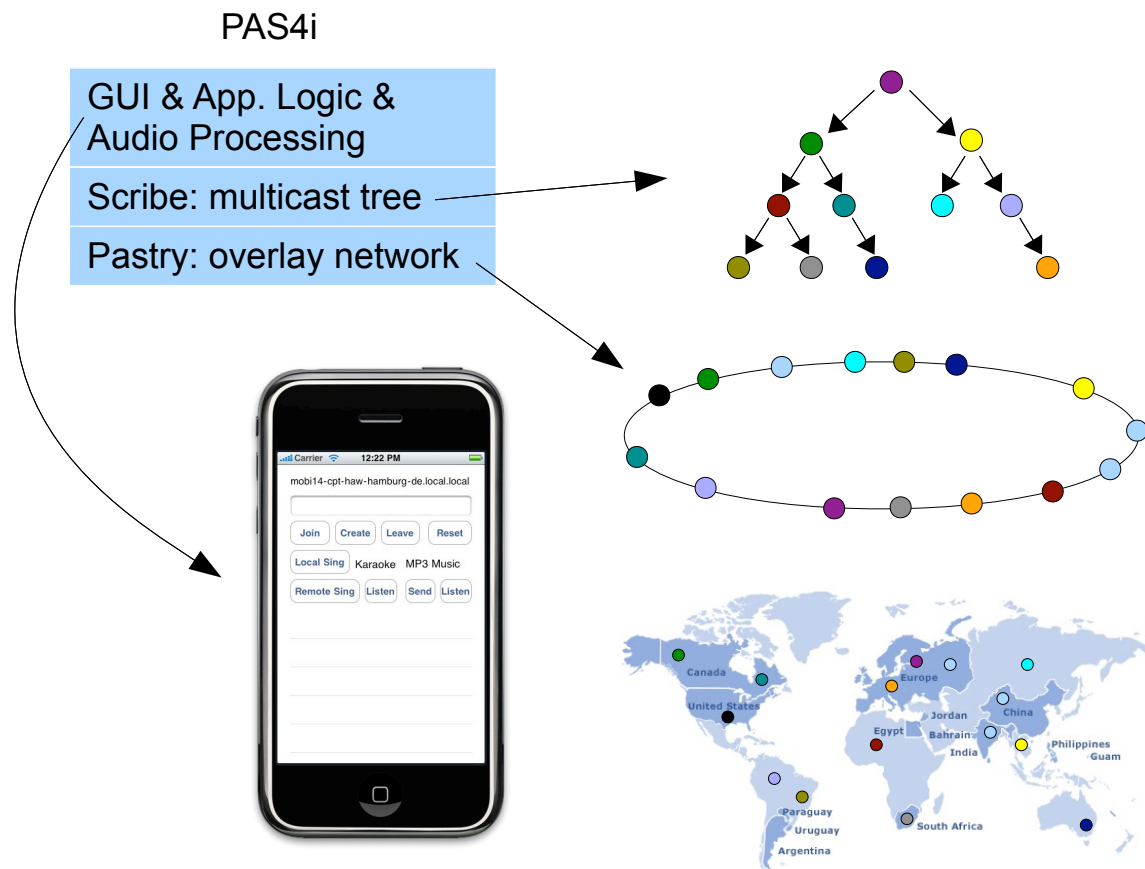 PAS4i
GUI & App. Logic &
Audio Processing
Scribe: multicast tree
Pastry: overlay network
Carrier 12:22 PM
mobi14-cpt-haw-hamburg-de.local.local
Join Create Leave Reset
Local Sing Karaoke MP3 Music
Remote Sing Listen Send Listen
Canada
Europe
United States
Jordan
China
Egypt
Bahrain
India
Philippines
Guam
Paraguay
Uruguay
Argentina
South Africa